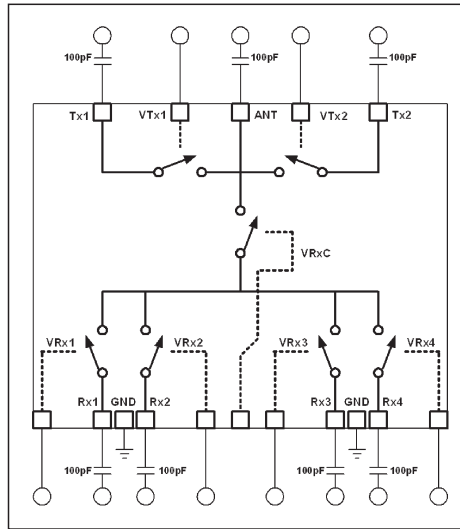 100pF 100pF 100pF
Tx1 VTx1 ANT VTx2 Tx2
VRxC
VRx1 VRx2 VRx3 VRx4
Rx1 GND Rx2 Rx3 GND Rx4
100pF 100pF 100pF 100pF